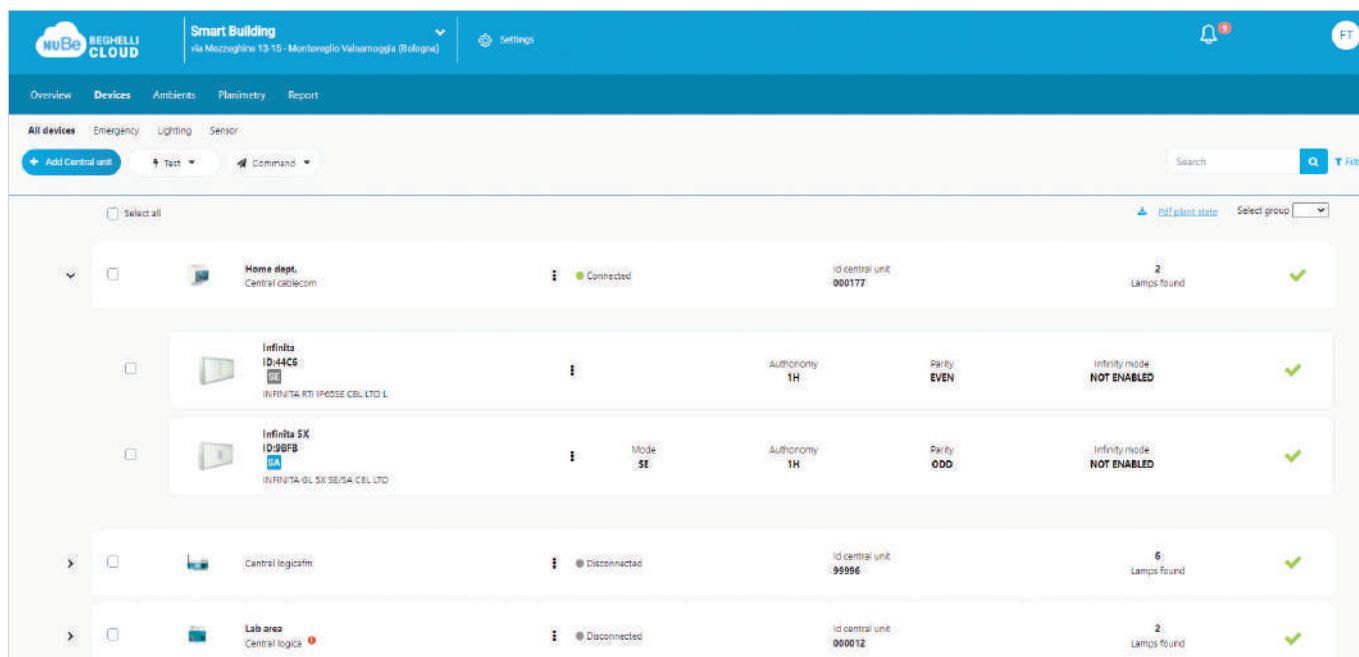 NUBe BEGHELLI CLOUD
Smart Building
via Mozzeghine 13-15 - Monteveglio Valsamoggia (Bologna)
Settings
FT
Overview Devices Ambients Planimetry Report
All devices Emergency Lighting Sensor
+ Add Central unit Test Command Search Filt
Select all Pdf plant state Select group
Home dept. Connected Id central unit 2
Central cablecom 000177 Lamps found
Infinita
ID:44C6 Authonomy Parity Infinity mode
SE 1H EVEN NOT ENABLED
INFINITA RTI IP65SE CBL LTO L
Infinita SX
ID:9BFB Mode Authonomy Parity Infinity mode
SA SE 1H ODD NOT ENABLED
INFINITA GL SX SE/SA CBL LTO
Central logicafm Disconnected Id central unit 6
99996 Lamps found
Lab area Disconnected Id central unit 2
Central logica 000012 Lamps found